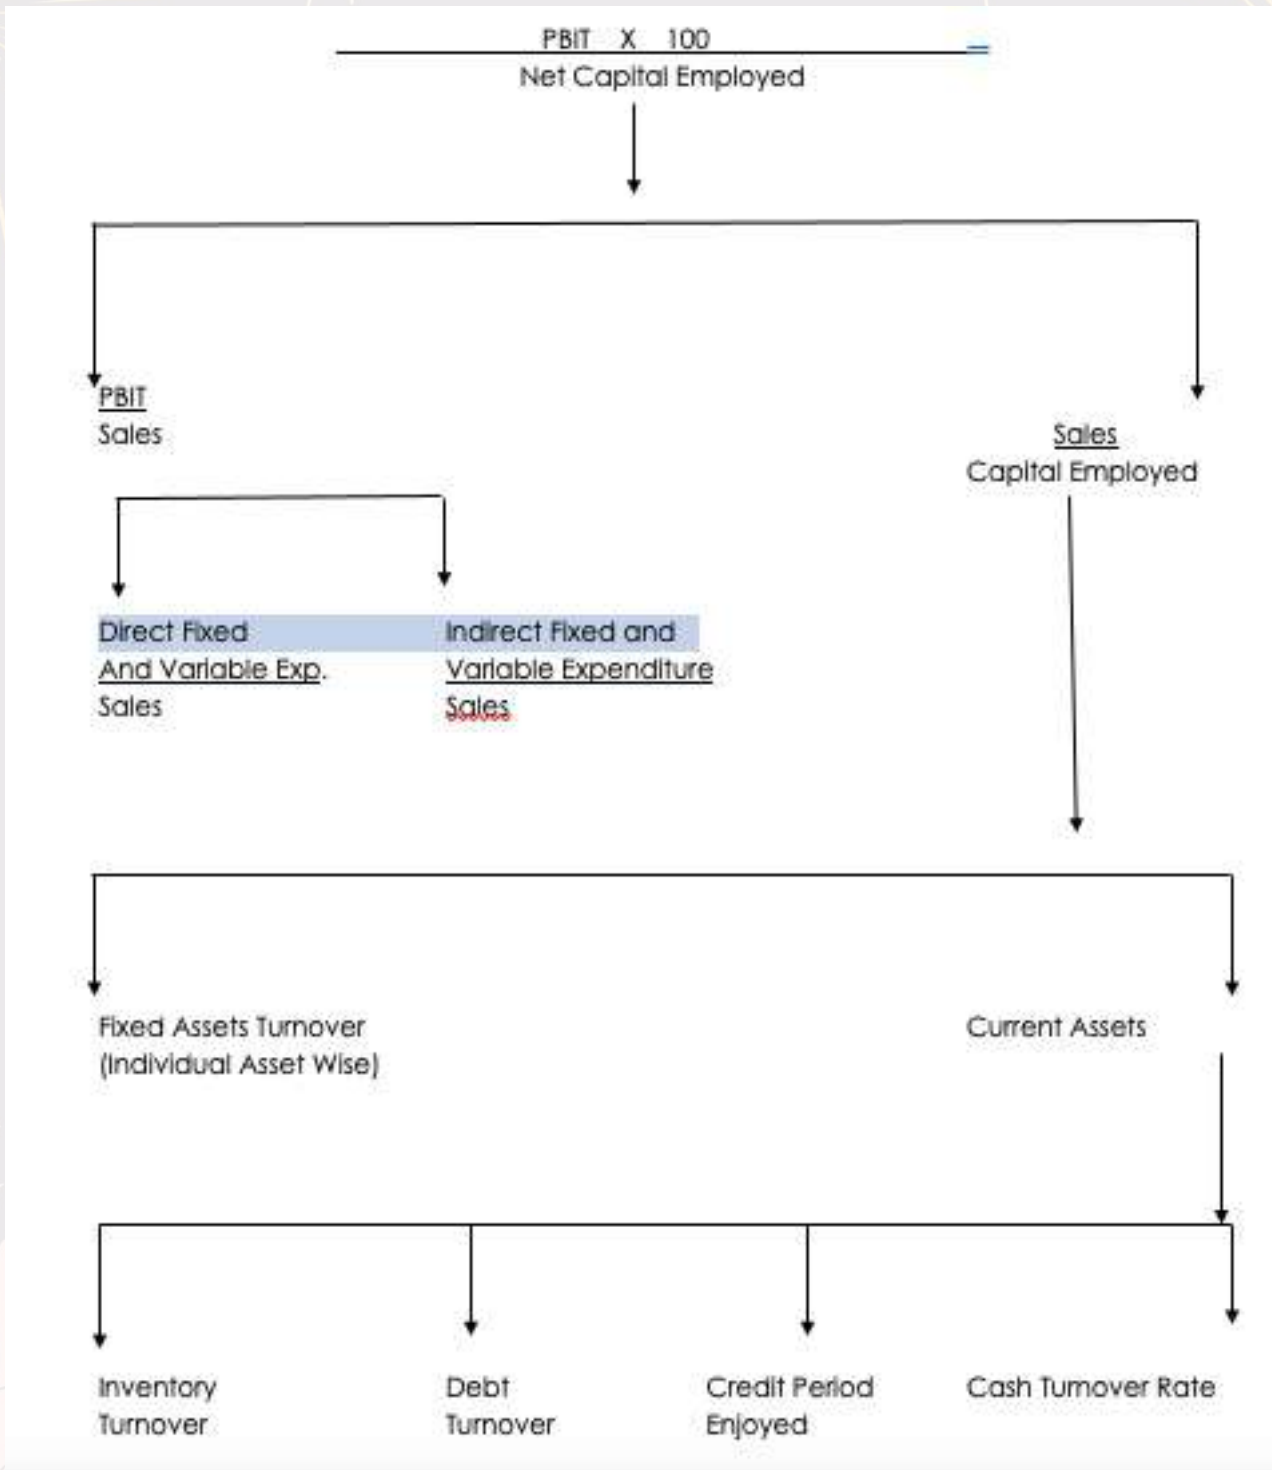 PBIT X 100
Net Capital Employed
PBIT
Sales
Sales
Capital Employed
Direct Fixed
And Variable Exp.
Sales
Indirect Fixed and
Variable Expenditure
Sales
Fixed Assets Turnover
(Individual Asset Wise)
Current Assets
Inventory
Turnover
Debt
Turnover
Credit Period
Enjoyed
Cash Turnover Rate